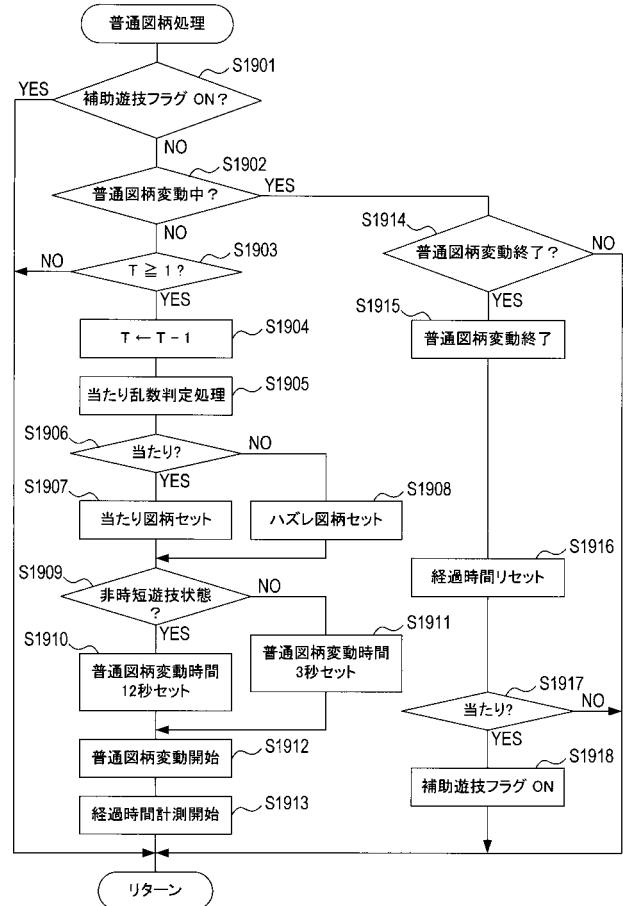 普通図柄処理
S1901
YES
補助遊技フラグ ON?
NO
S1902
普通図柄変動中?
YES
NO
S1903
NO
T ≧ 1?
YES
S1904
T ← T - 1
S1905
当たり乱数判定処理
S1906
当たり?
NO
YES
S1907
当たり図柄セット
S1908
ハズレ図柄セット
S1909
非時短遊技状態
?
NO
YES
S1910
普通図柄変動時間
12秒セット
S1911
普通図柄変動時間
3秒セット
S1912
普通図柄変動開始
S1913
経過時間計測開始
S1914
普通図柄変動終了?
NO
YES
S1915
普通図柄変動終了
S1916
経過時間リセット
S1917
当たり?
NO
YES
S1918
補助遊技フラグ ON
リターン